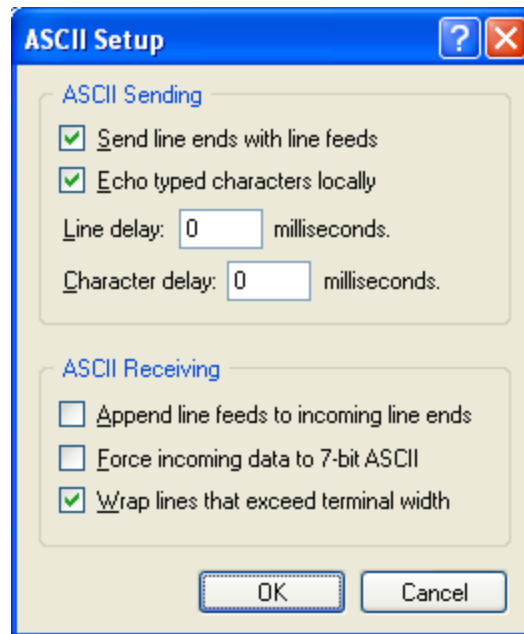 ASCII Setup
ASCII Sending
Send line ends with line feeds
Echo typed characters locally
Line delay: 0 milliseconds.
Character delay: 0 milliseconds.
ASCII Receiving
Append line feeds to incoming line ends
Force incoming data to 7-bit ASCII
Wrap lines that exceed terminal width
OK Cancel